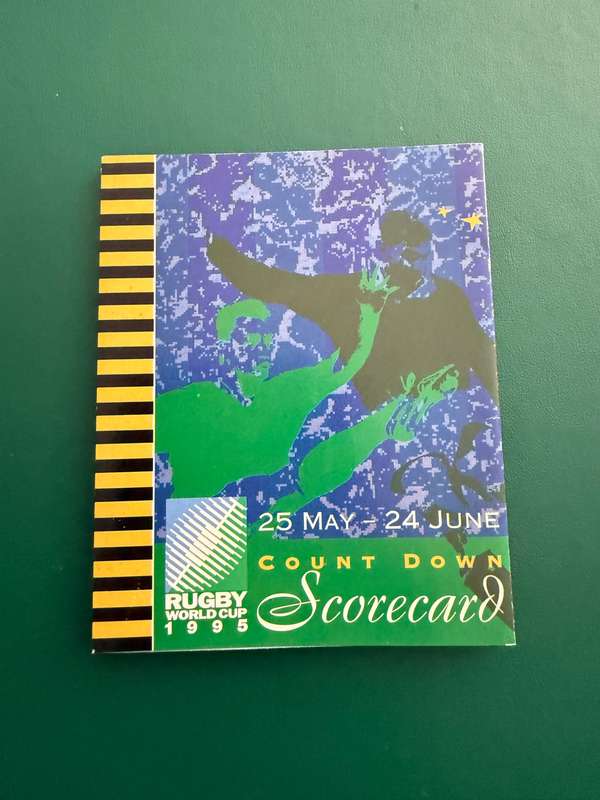 25 MAY – 24 JUNE
COUNT DOWN
Scorecard
RUGBY
WORLD CUP
1995